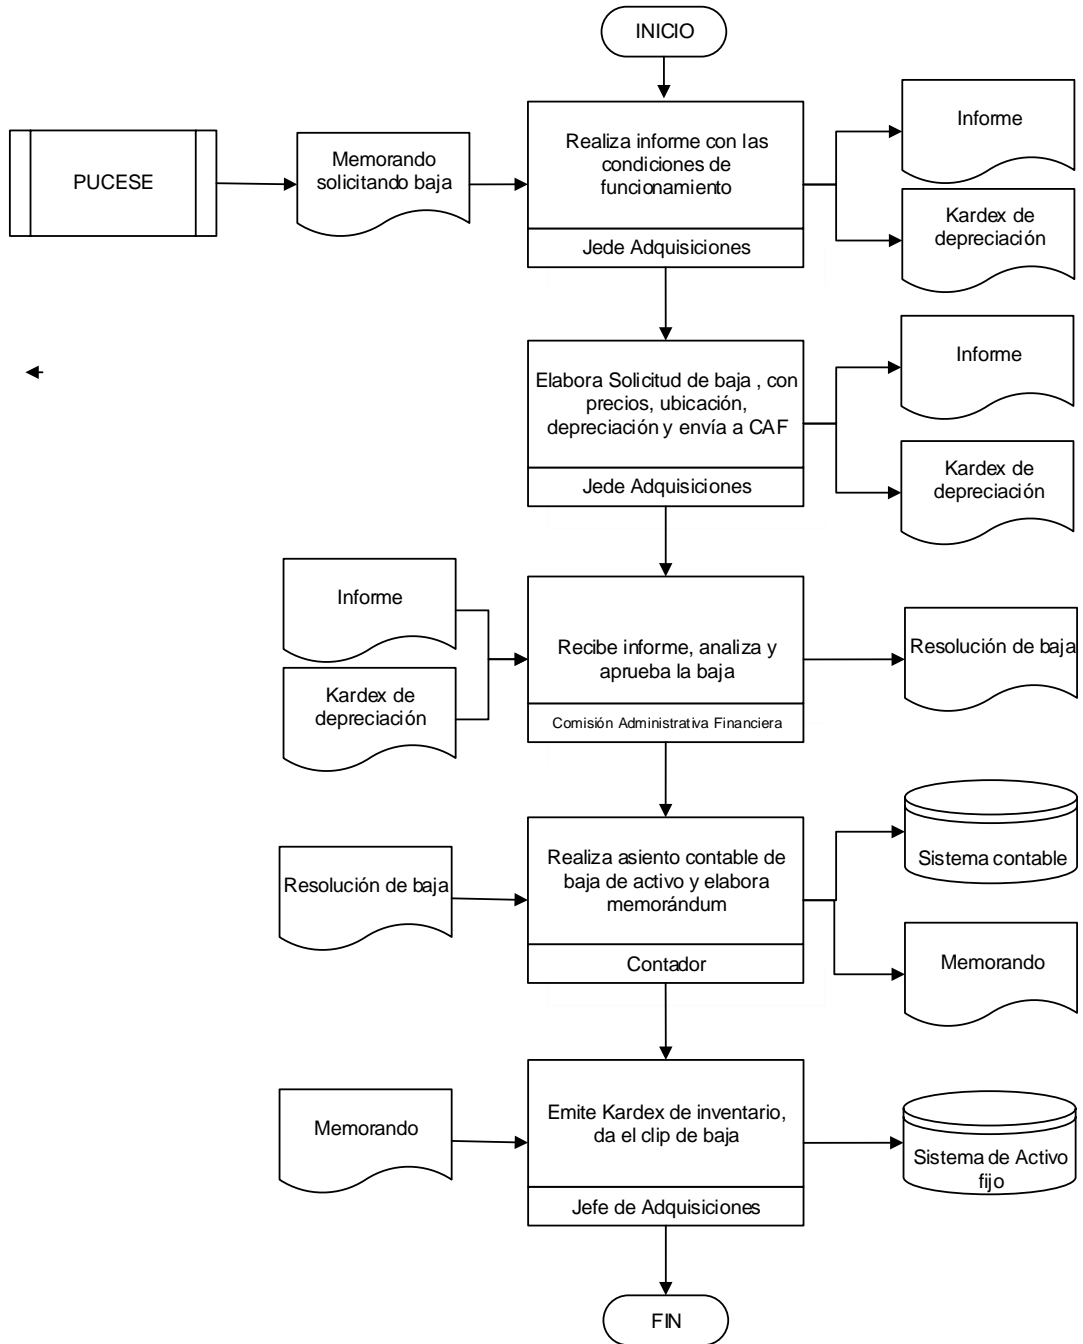 INICIO
PUCESE
Memorando
solicitando baja
Realiza informe con las
condiciones de
funcionamiento
Jede Adquisiciones
Informe
Kardex de
depreciación
Elabora Solicitud de baja , con
precios, ubicación,
depreciación y envía a CAF
Jede Adquisiciones
Informe
Kardex de
depreciación
Informe
Kardex de
depreciación
Recibe informe, analiza y
aprueba la baja
Comisión Administrativa Financiera
Resolución de baja
Resolución de baja
Realiza asiento contable de
baja de activo y elabora
memorándum
Contador
Sistema contable
Memorando
Memorando
Emite Kardex de inventario,
da el clip de baja
Jefe de Adquisiciones
Sistema de Activo
fijo
FIN